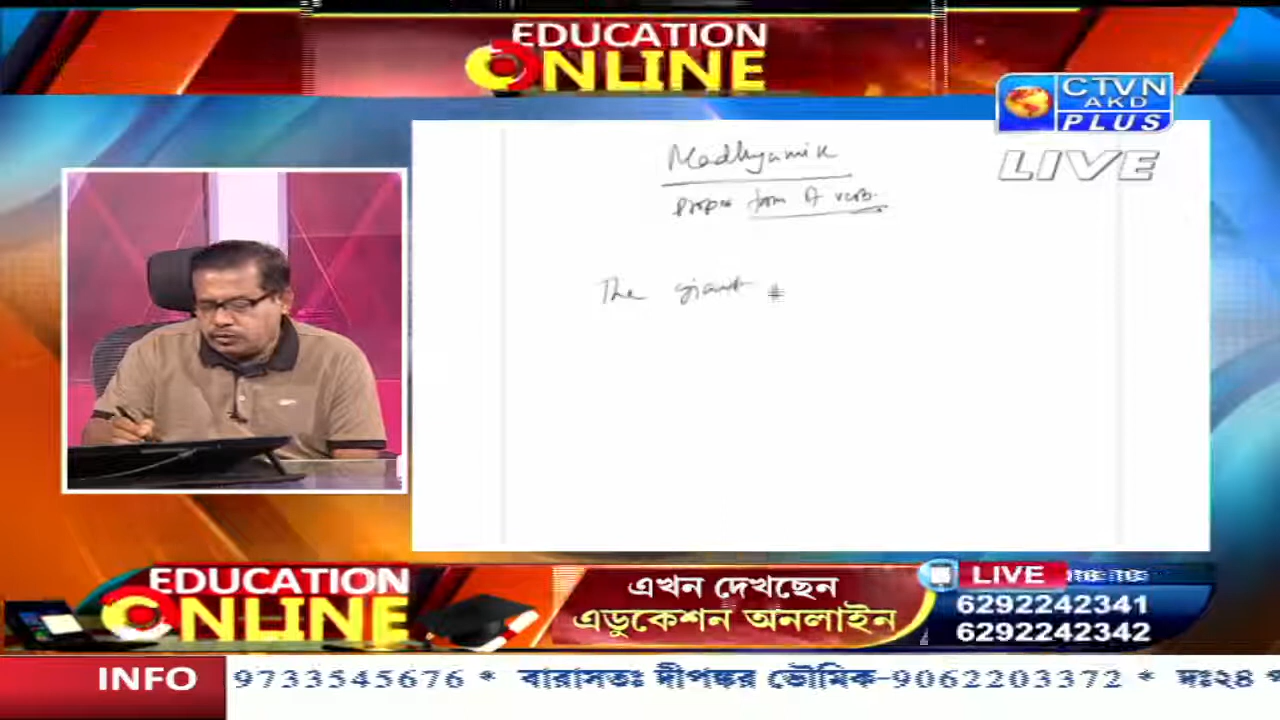 EDUCATION
ONLINE
CTVN
AKD
PLUS
LIVE
Madhyamik
proper form of verb.
The giant #
EDUCATION
ONLINE
এখন দেখছেন
এডুকেশন অনলাইন
LIVE
6292242341
6292242342
INFO
9733545676 * বারাসতঃ দীপঙ্কর ভৌমিক-9062203372 * দঃ২৪ *